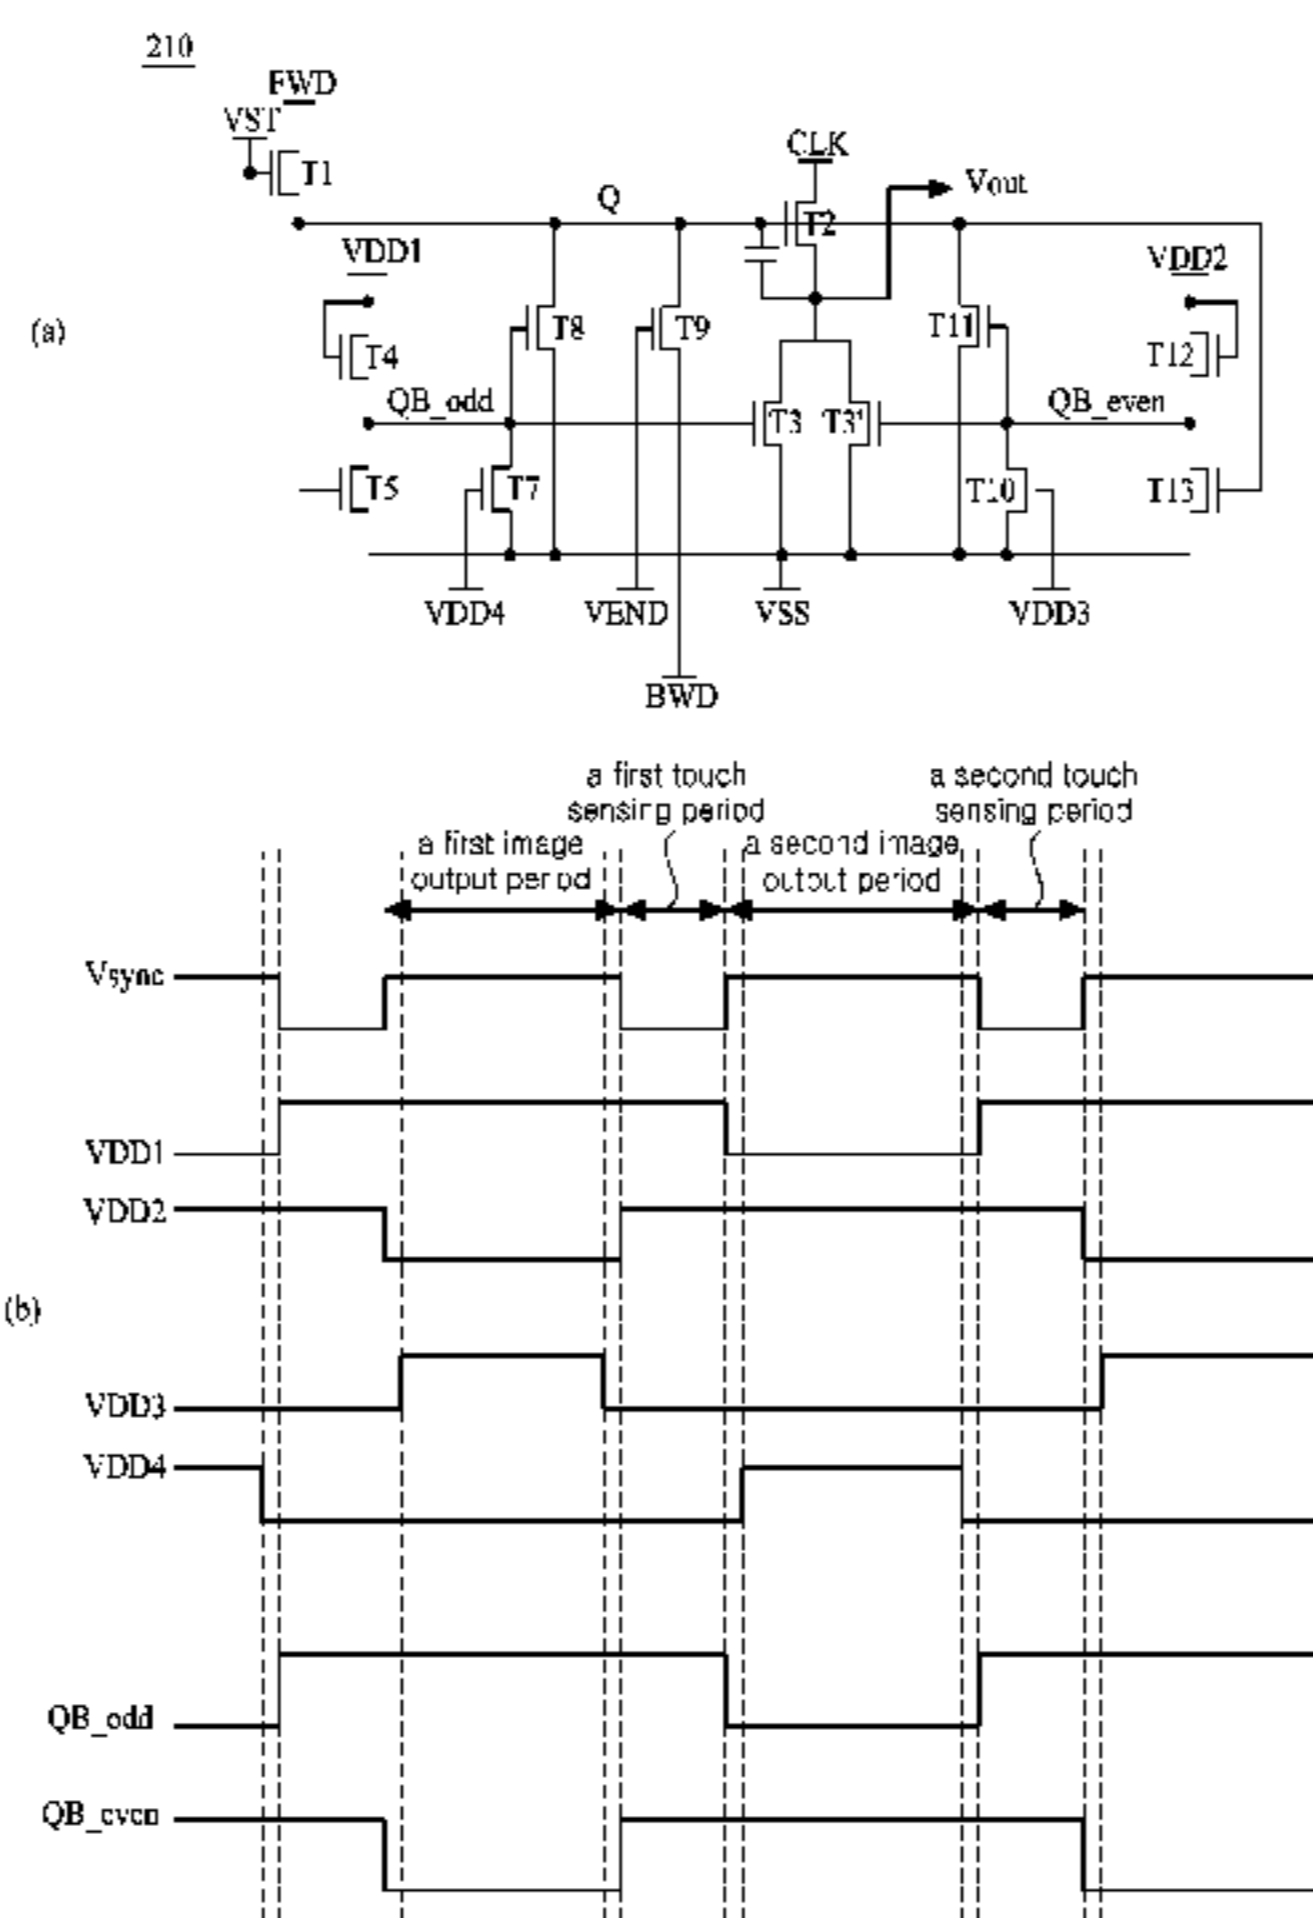 210
FWD
VST
T1
CLK
Vout
Q
T2
VDD1
VDD2
(a)
T8
T9
T11
T4
T12
QB_odd
QB_even
T3
T3'
T5
T7
T10
T13
VDD4
VEND
VSS
VDD3
BWD
a first touch
sensing period
a second touch
sensing period
a first image
output period
a second image
output period
Vsync
VDD1
VDD2
(b)
VDD3
VDD4
QB_odd
QB_even